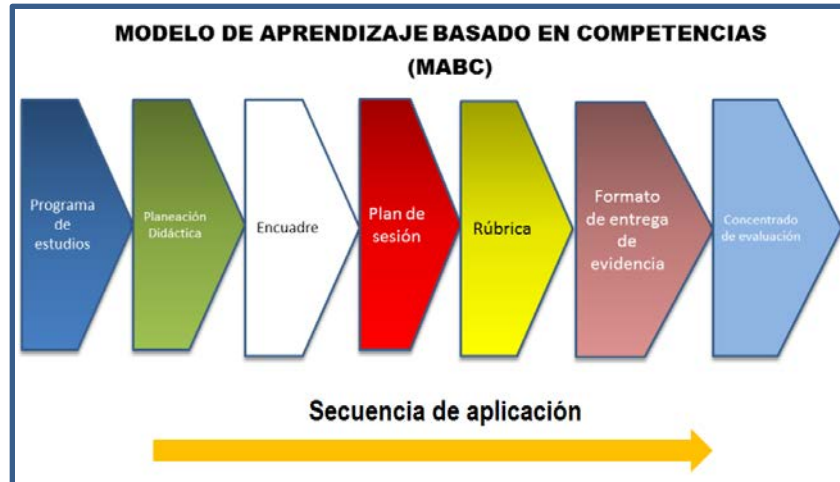 MODELO DE APRENDIZAJE BASADO EN COMPETENCIAS
(MABC)
Programa
de
estudios
Planeación
Didáctica
Encuadre
Plan de
sesión
Rúbrica
Formato
de entrega
de
evidencia
Concentrado
de evaluación
Secuencia de aplicación